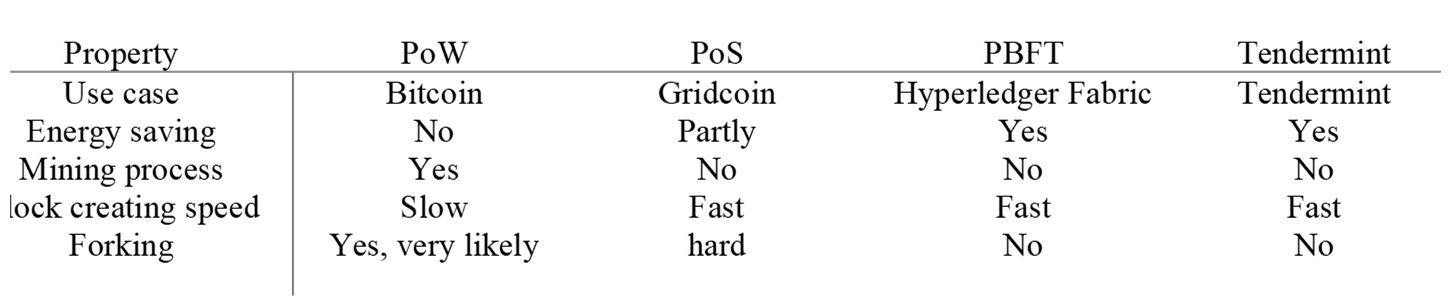 Property PoW PoS PBFT Tendermint
Use case Bitcoin Gridcoin Hyperledger Fabric Tendermint
Energy saving No Partly Yes Yes
Mining process Yes No No No
lock creating speed Slow Fast Fast Fast
Forking Yes, very likely hard No No